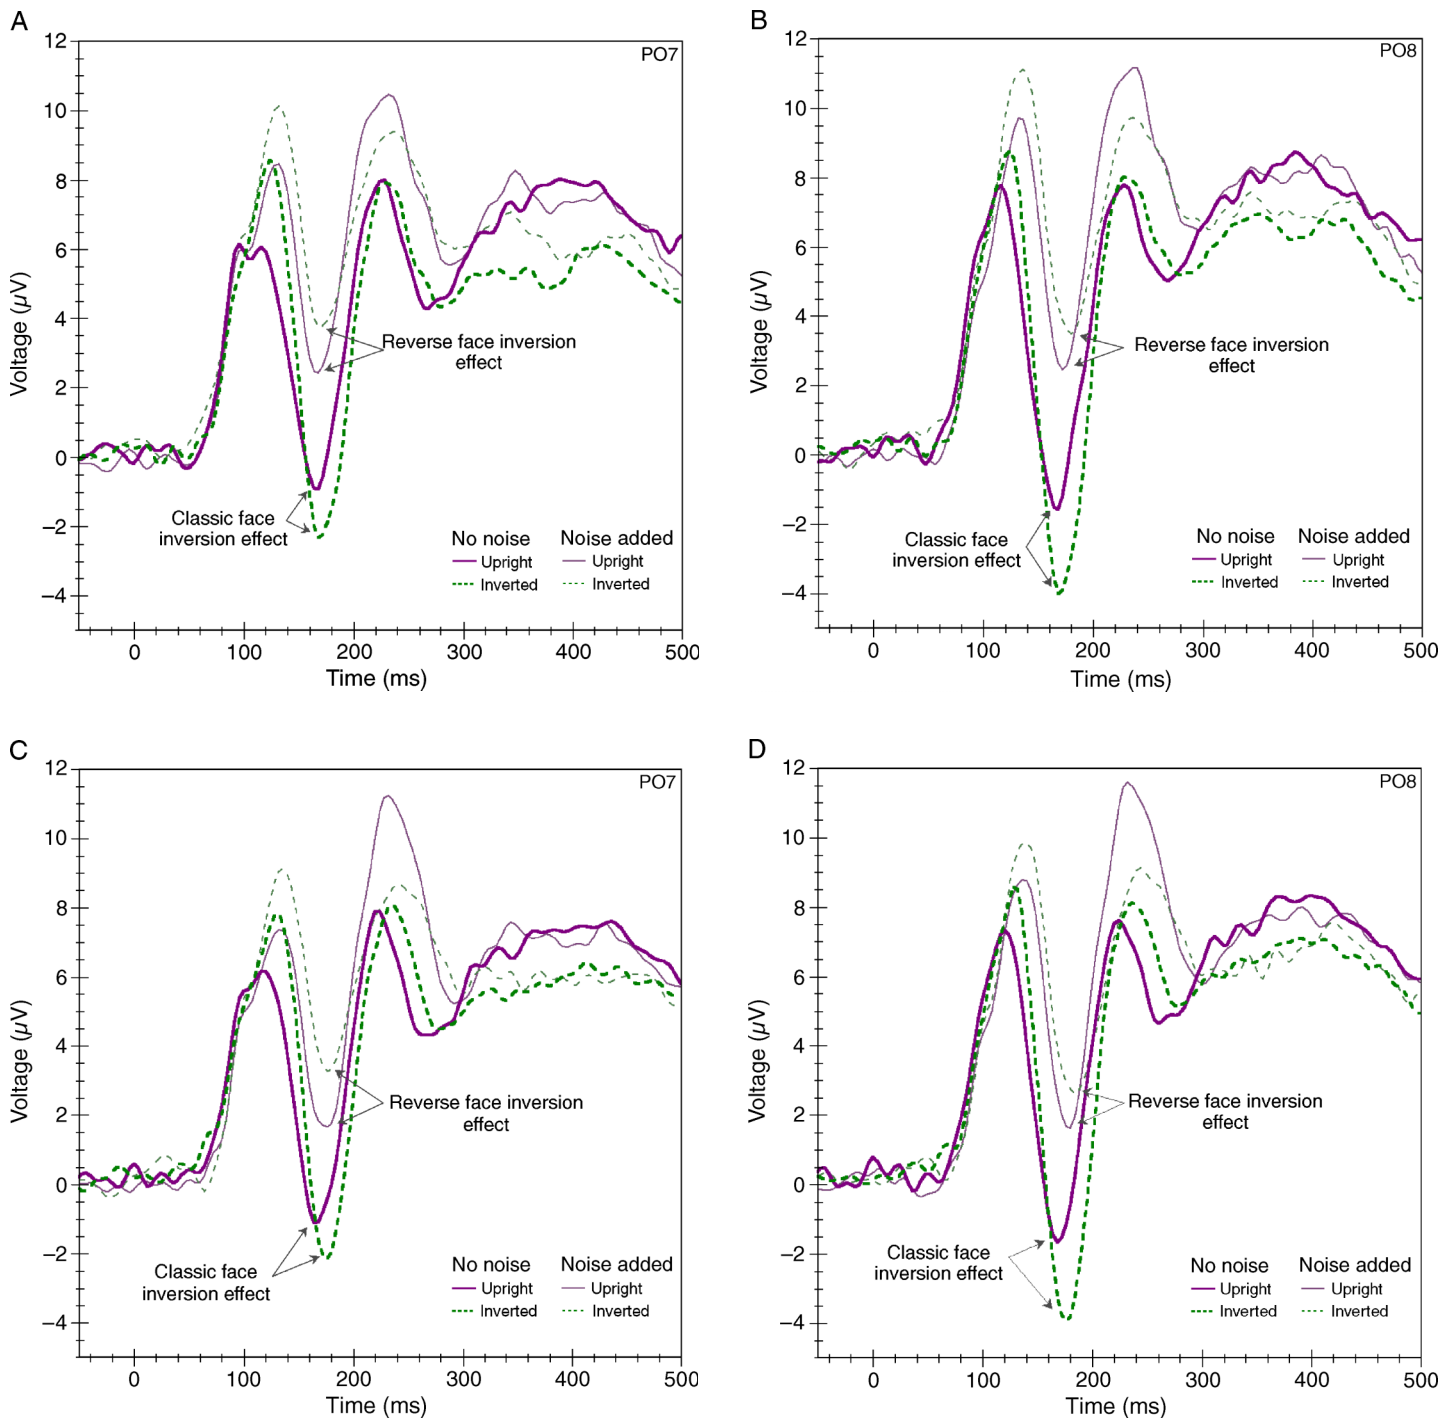 A
PO7
12
10
8
6
4
2
0
–2
–4
Voltage (µV)
Reverse face inversion
effect
Classic face
inversion effect
No noise Noise added
Upright Upright
Inverted Inverted
0 100 200 300 400 500
Time (ms)
B
PO8
12
10
8
6
4
2
0
–2
–4
Voltage (µV)
Reverse face inversion
effect
Classic face
inversion effect
No noise Noise added
Upright Upright
Inverted Inverted
0 100 200 300 400 500
Time (ms)
C
PO7
12
10
8
6
4
2
0
–2
–4
Voltage (µV)
Reverse face inversion
effect
Classic face
inversion effect
No noise Noise added
Upright Upright
Inverted Inverted
0 100 200 300 400 500
Time (ms)
D
PO8
12
10
8
6
4
2
0
–2
–4
Voltage (µV)
Reverse face inversion
effect
Classic face
inversion effect
No noise Noise added
Upright Upright
Inverted Inverted
0 100 200 300 400 500
Time (ms)